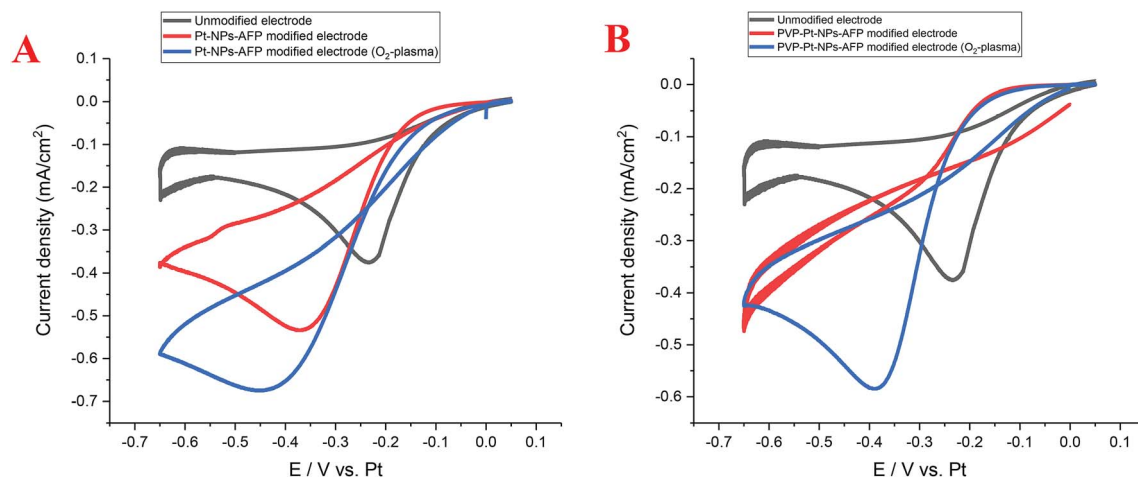 A
Unmodified electrode
Pt-NPs-AFP modified electrode
Pt-NPs-AFP modified electrode (O₂-plasma)
0.1
0.0
-0.1
-0.2
-0.3
-0.4
-0.5
-0.6
-0.7
Current density (mA/cm²)
-0.7 -0.6 -0.5 -0.4 -0.3 -0.2 -0.1 0.0 0.1
E / V vs. Pt
B
Unmodified electrode
PVP-Pt-NPs-AFP modified electrode
PVP-Pt-NPs-AFP modified electrode (O₂-plasma)
0.1
0.0
-0.1
-0.2
-0.3
-0.4
-0.5
-0.6
Current density (mA/cm²)
-0.7 -0.6 -0.5 -0.4 -0.3 -0.2 -0.1 0.0 0.1
E / V vs. Pt